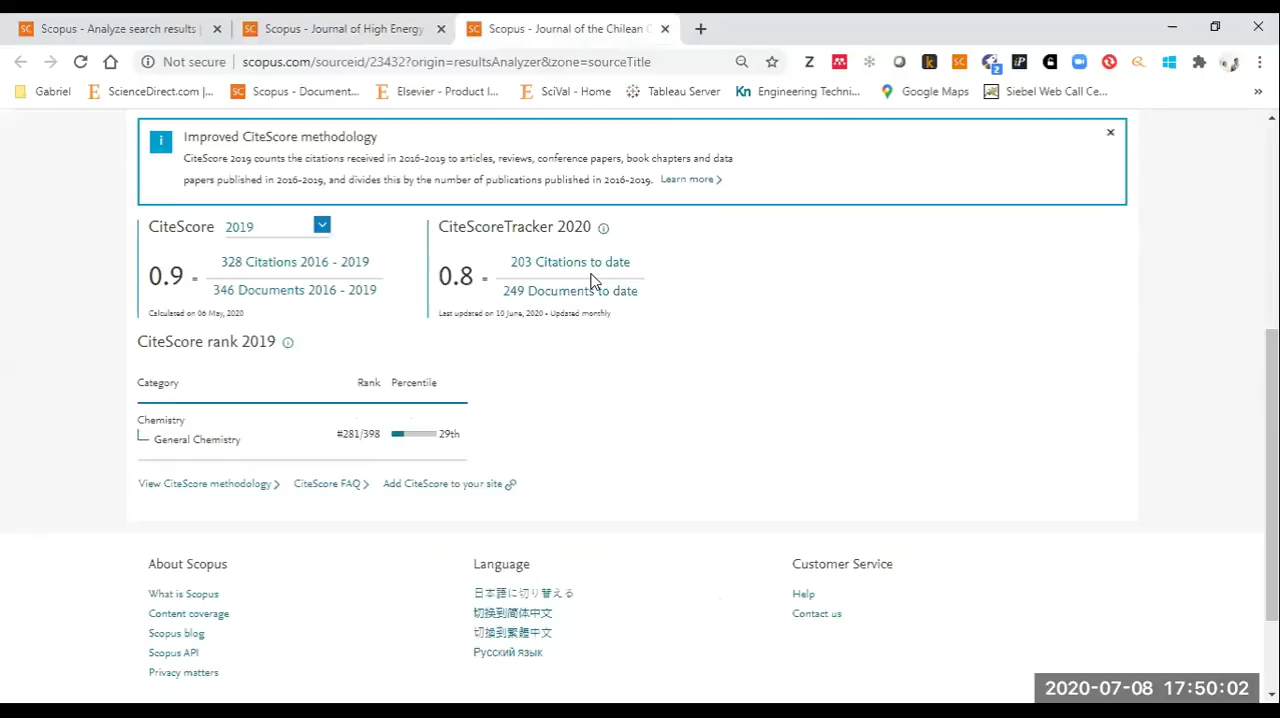 Scopus - Analyze search results
Scopus - Journal of High Energy
Scopus - Journal of the Chilean C
Not secure
scopus.com/sourceid/23432?origin=resultsAnalyzer&zone=sourceTitle
Gabriel
ScienceDirect.com |...
Scopus - Document...
Elsevier - Product I...
SciVal - Home
Tableau Server
Kn Engineering Techni...
Google Maps
Siebel Web Call Ce...
Improved CiteScore methodology
CiteScore 2019 counts the citations received in 2016-2019 to articles, reviews, conference papers, book chapters and data
papers published in 2016-2019, and divides this by the number of publications published in 2016-2019. Learn more
CiteScore 2019
0.9 =
328 Citations 2016 - 2019
346 Documents 2016 - 2019
Calculated on 06 May, 2020
CiteScoreTracker 2020
0.8 =
203 Citations to date
249 Documents to date
Last updated on 10 June, 2020 • Updated monthly
CiteScore rank 2019
Category Rank Percentile
Chemistry
General Chemistry #281/398 29th
View CiteScore methodology CiteScore FAQ Add CiteScore to your site
About Scopus
What is Scopus
Content coverage
Scopus blog
Scopus API
Privacy matters
Language
日本語に切り替える
切换到简体中文
切換到繁體中文
Русский язык
Customer Service
Help
Contact us
2020-07-08 17:50:02